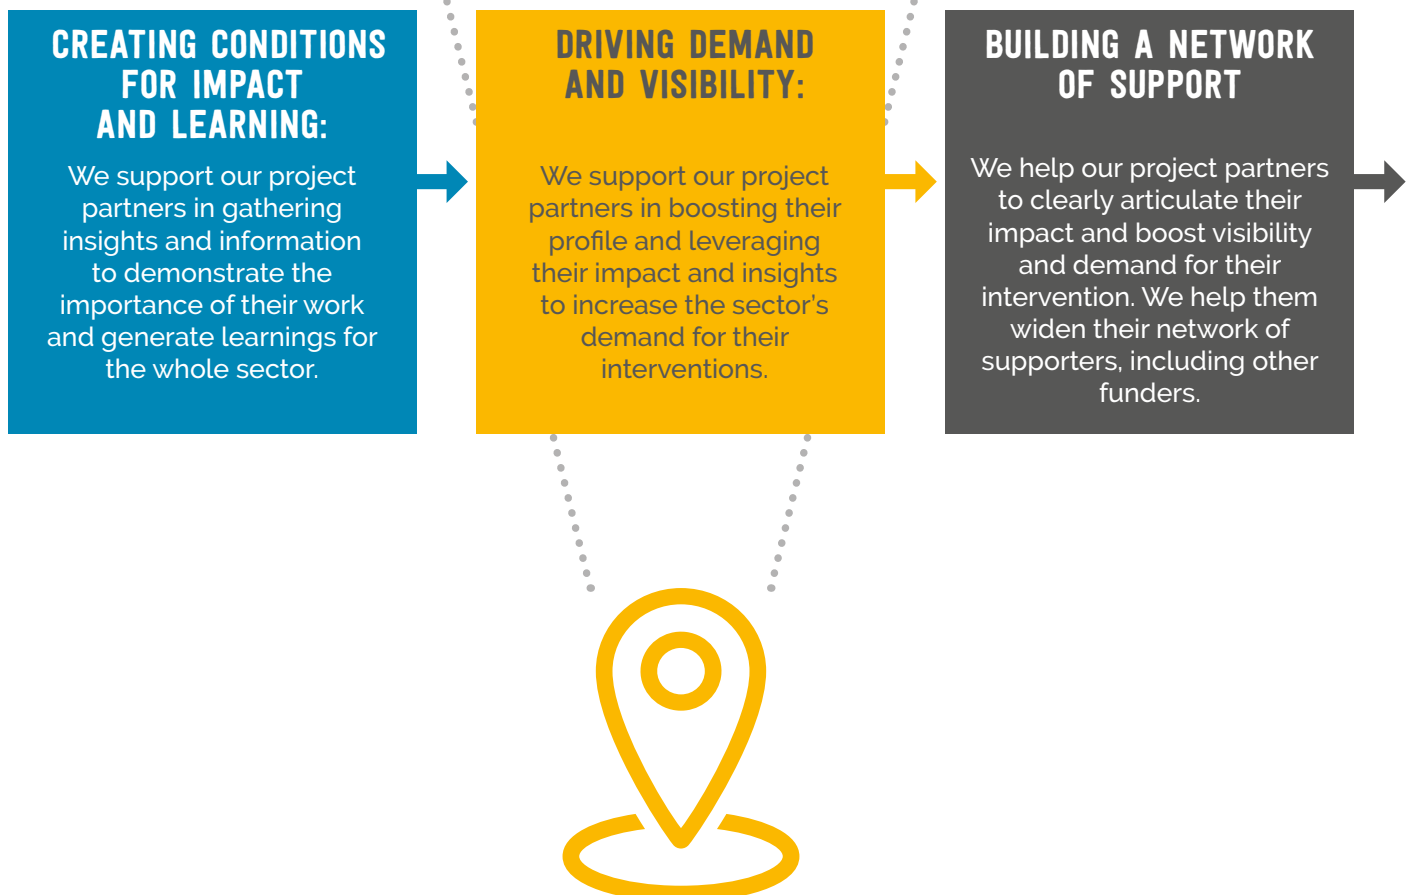 CREATING CONDITIONS
FOR IMPACT
AND LEARNING:
We support our project
partners in gathering
insights and information
to demonstrate the
importance of their work
and generate learnings for
the whole sector.
DRIVING DEMAND
AND VISIBILITY:
We support our project
partners in boosting their
profile and leveraging
their impact and insights
to increase the sector’s
demand for their
interventions.
BUILDING A NETWORK
OF SUPPORT
We help our project partners
to clearly articulate their
impact and boost visibility
and demand for their
intervention. We help them
widen their network of
supporters, including other
funders.